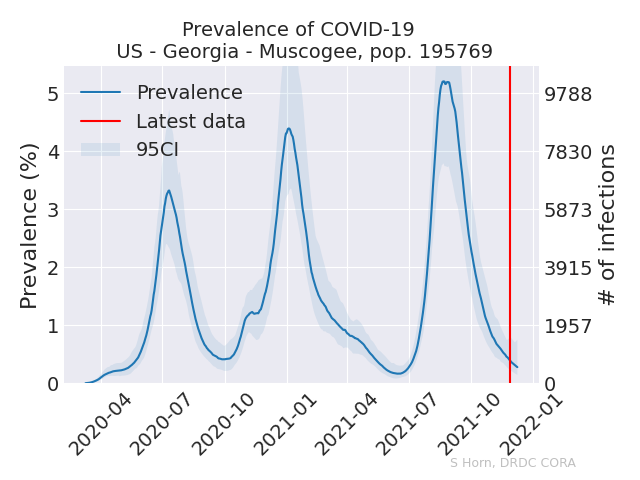 Prevalence of COVID-19
US - Georgia - Muscogee, pop. 195769
Prevalence
Latest data
95CI
Prevalence (%)
5
4
3
2
1
0
# of infections
9788
7830
5873
3915
1957
0
2020-04
2020-07
2020-10
2021-01
2021-04
2021-07
2021-10
2022-01
S Horn, DRDC CORA